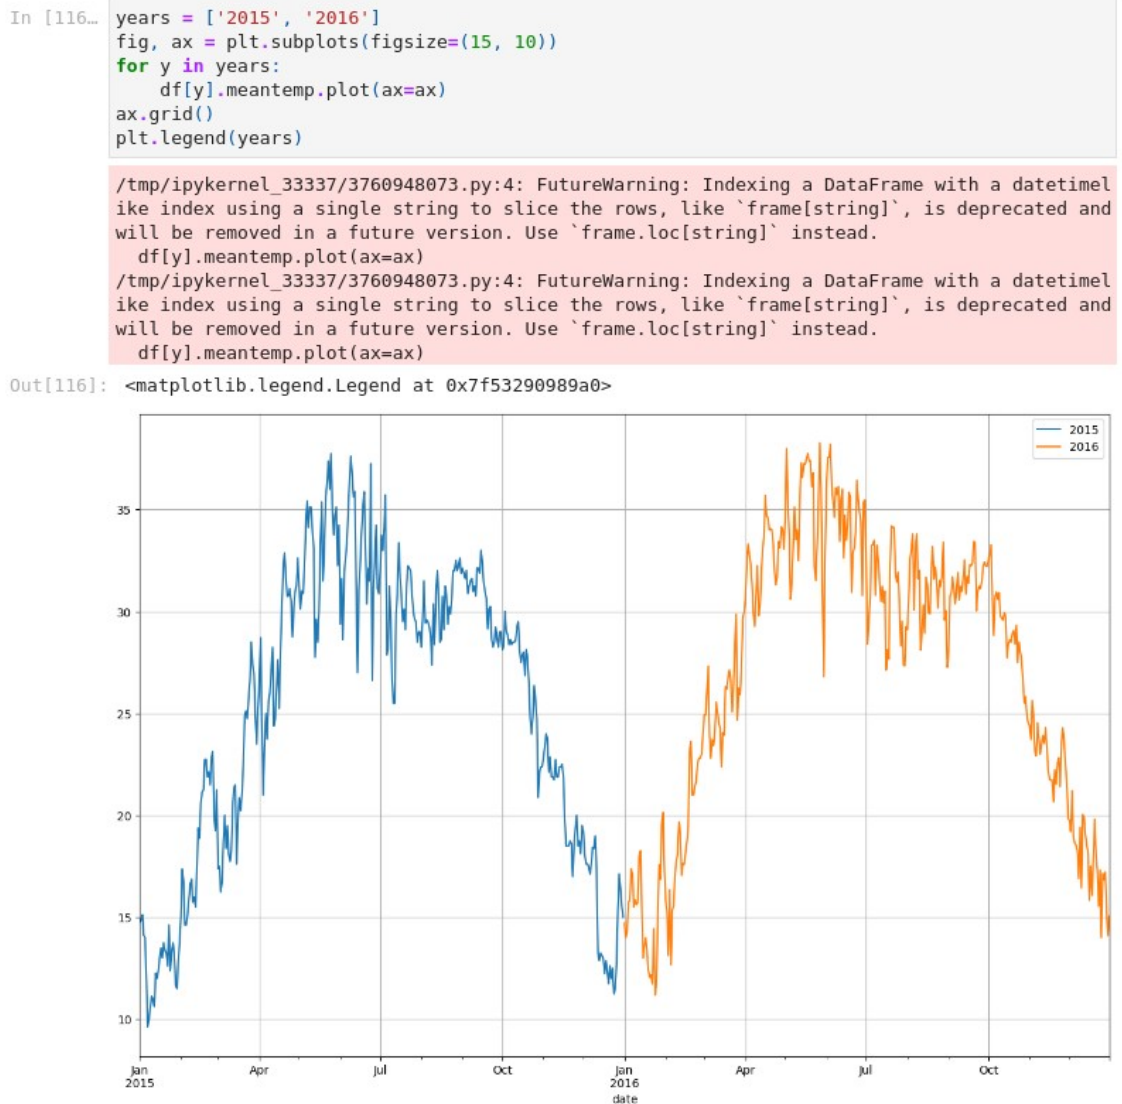 In [116…
years = ['2015', '2016']
fig, ax = plt.subplots(figsize=(15, 10))
for y in years:
    df[y].meantemp.plot(ax=ax)
ax.grid()
plt.legend(years)
/tmp/ipykernel_33337/3760948073.py:4: FutureWarning: Indexing a DataFrame with a datetimel
ike index using a single string to slice the rows, like `frame[string]`, is deprecated and
will be removed in a future version. Use `frame.loc[string]` instead.
  df[y].meantemp.plot(ax=ax)
/tmp/ipykernel_33337/3760948073.py:4: FutureWarning: Indexing a DataFrame with a datetimel
ike index using a single string to slice the rows, like `frame[string]`, is deprecated and
will be removed in a future version. Use `frame.loc[string]` instead.
  df[y].meantemp.plot(ax=ax)
Out[116]: <matplotlib.legend.Legend at 0x7f53290989a0>
2015
2016
35
30
25
20
15
10
Jan Apr Jul Oct Jan Apr Jul Oct
2015 2016
date